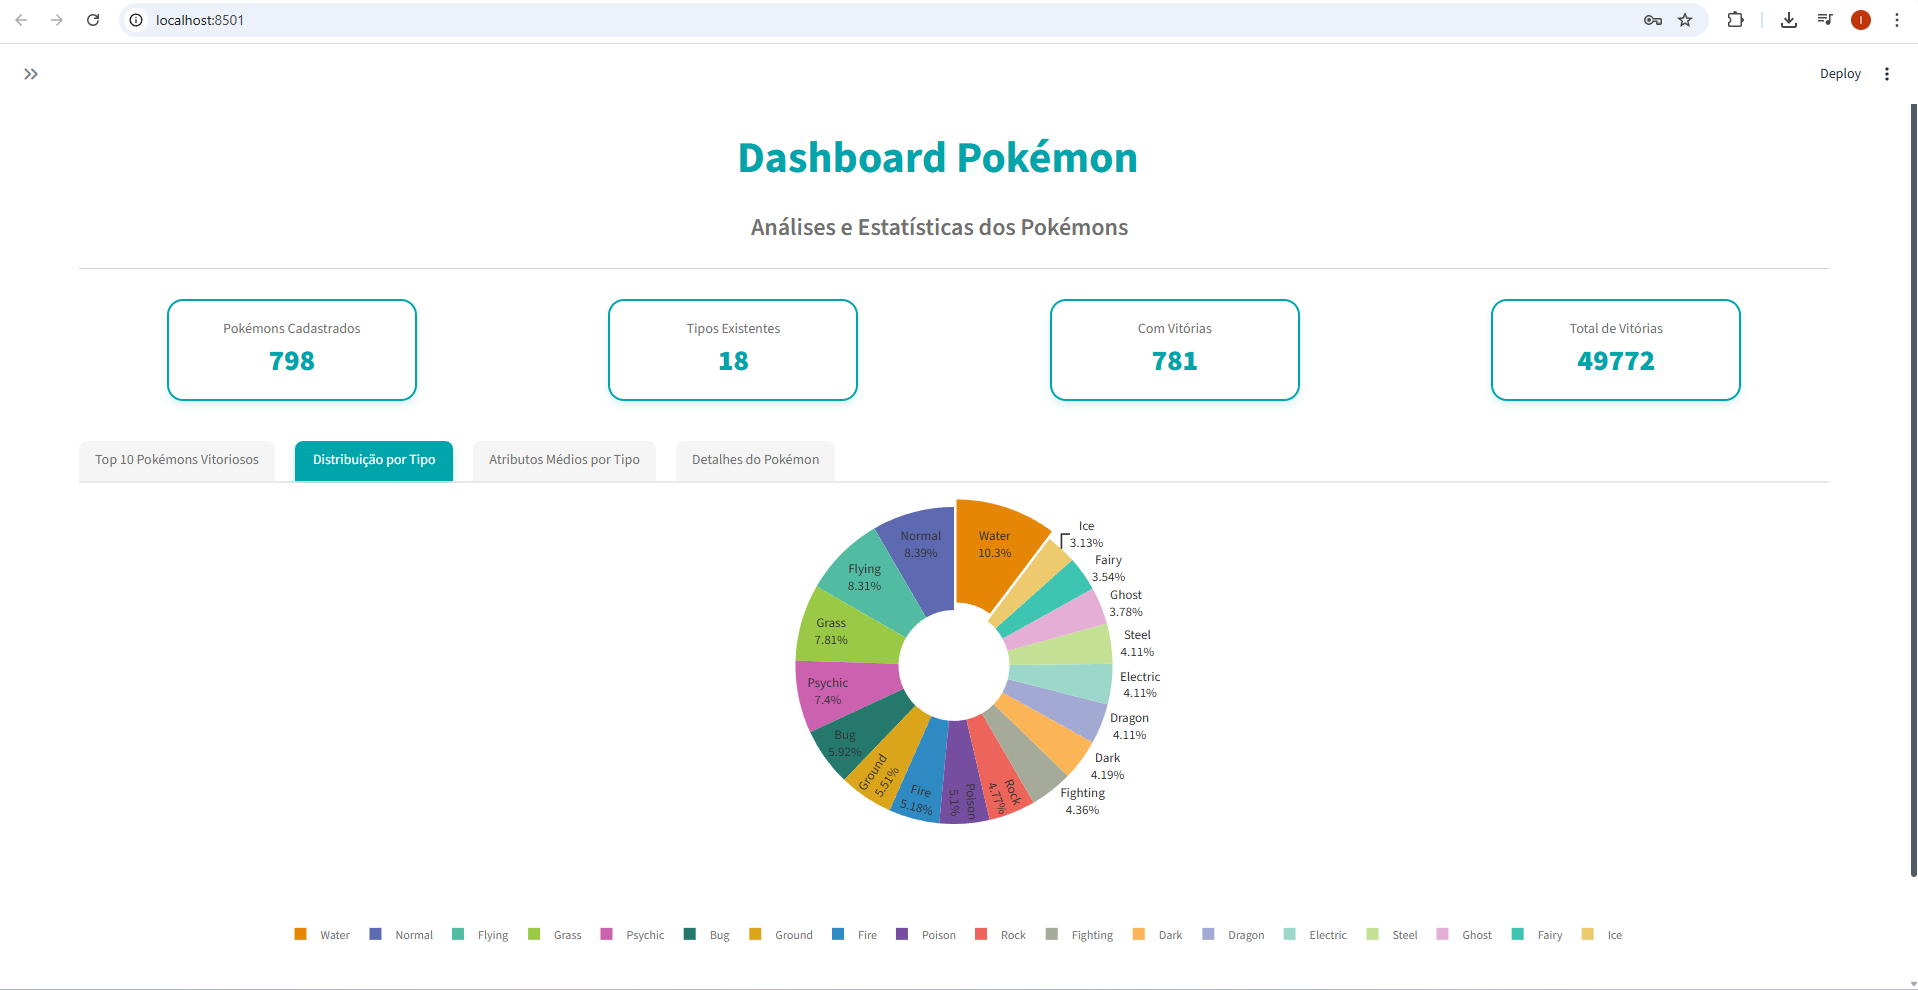 localhost:8501
I
Deploy
Dashboard Pokémon
Análises e Estatísticas dos Pokémons
Pokémons Cadastrados
798
Tipos Existentes
18
Com Vitórias
781
Total de Vitórias
49772
Top 10 Pokémons Vitoriosos
Distribuição por Tipo
Atributos Médios por Tipo
Detalhes do Pokémon
Water
10.3%
Ice
3.13%
Fairy
3.54%
Ghost
3.78%
Steel
4.11%
Electric
4.11%
Dragon
4.11%
Dark
4.19%
Fighting
4.36%
Rock
4.77%
Poison
5.1%
Fire
5.18%
Ground
5.51%
Bug
5.92%
Psychic
7.4%
Grass
7.81%
Flying
8.31%
Normal
8.39%
Water Normal Flying Grass Psychic Bug Ground Fire Poison Rock Fighting Dark Dragon Electric Steel Ghost Fairy Ice